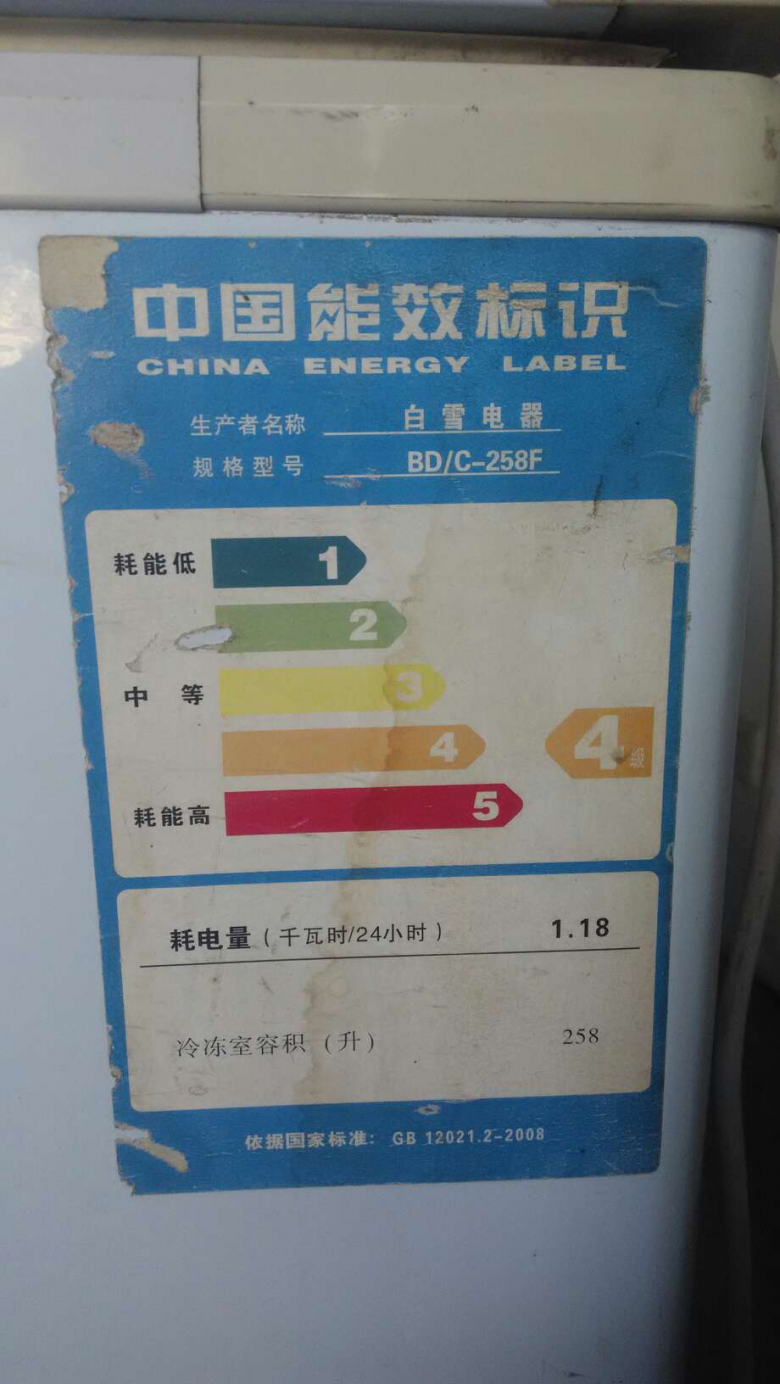 中国能效标识
CHINA ENERGY LABEL
生产者名称 白雪电器
规格型号 BD/C-258F
耗能低 1
2
中等 3
4 4级
耗能高 5
耗电量(千瓦时/24小时) 1.18
冷冻室容积(升) 258
依据国家标准: GB 12021.2-2008